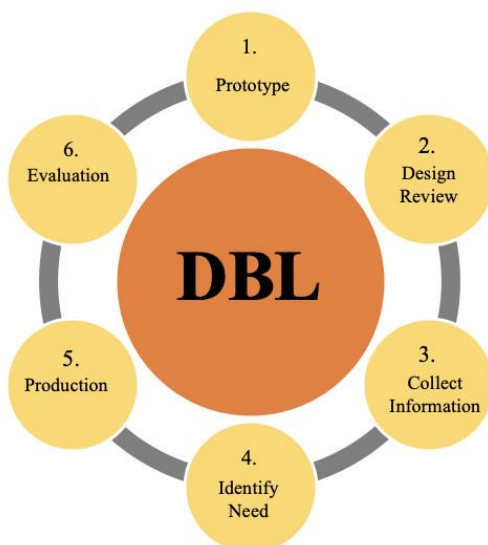 1.
Prototype
2.
Design
Review
3.
Collect
Information
4.
Identify
Need
5.
Production
6.
Evaluation
DBL